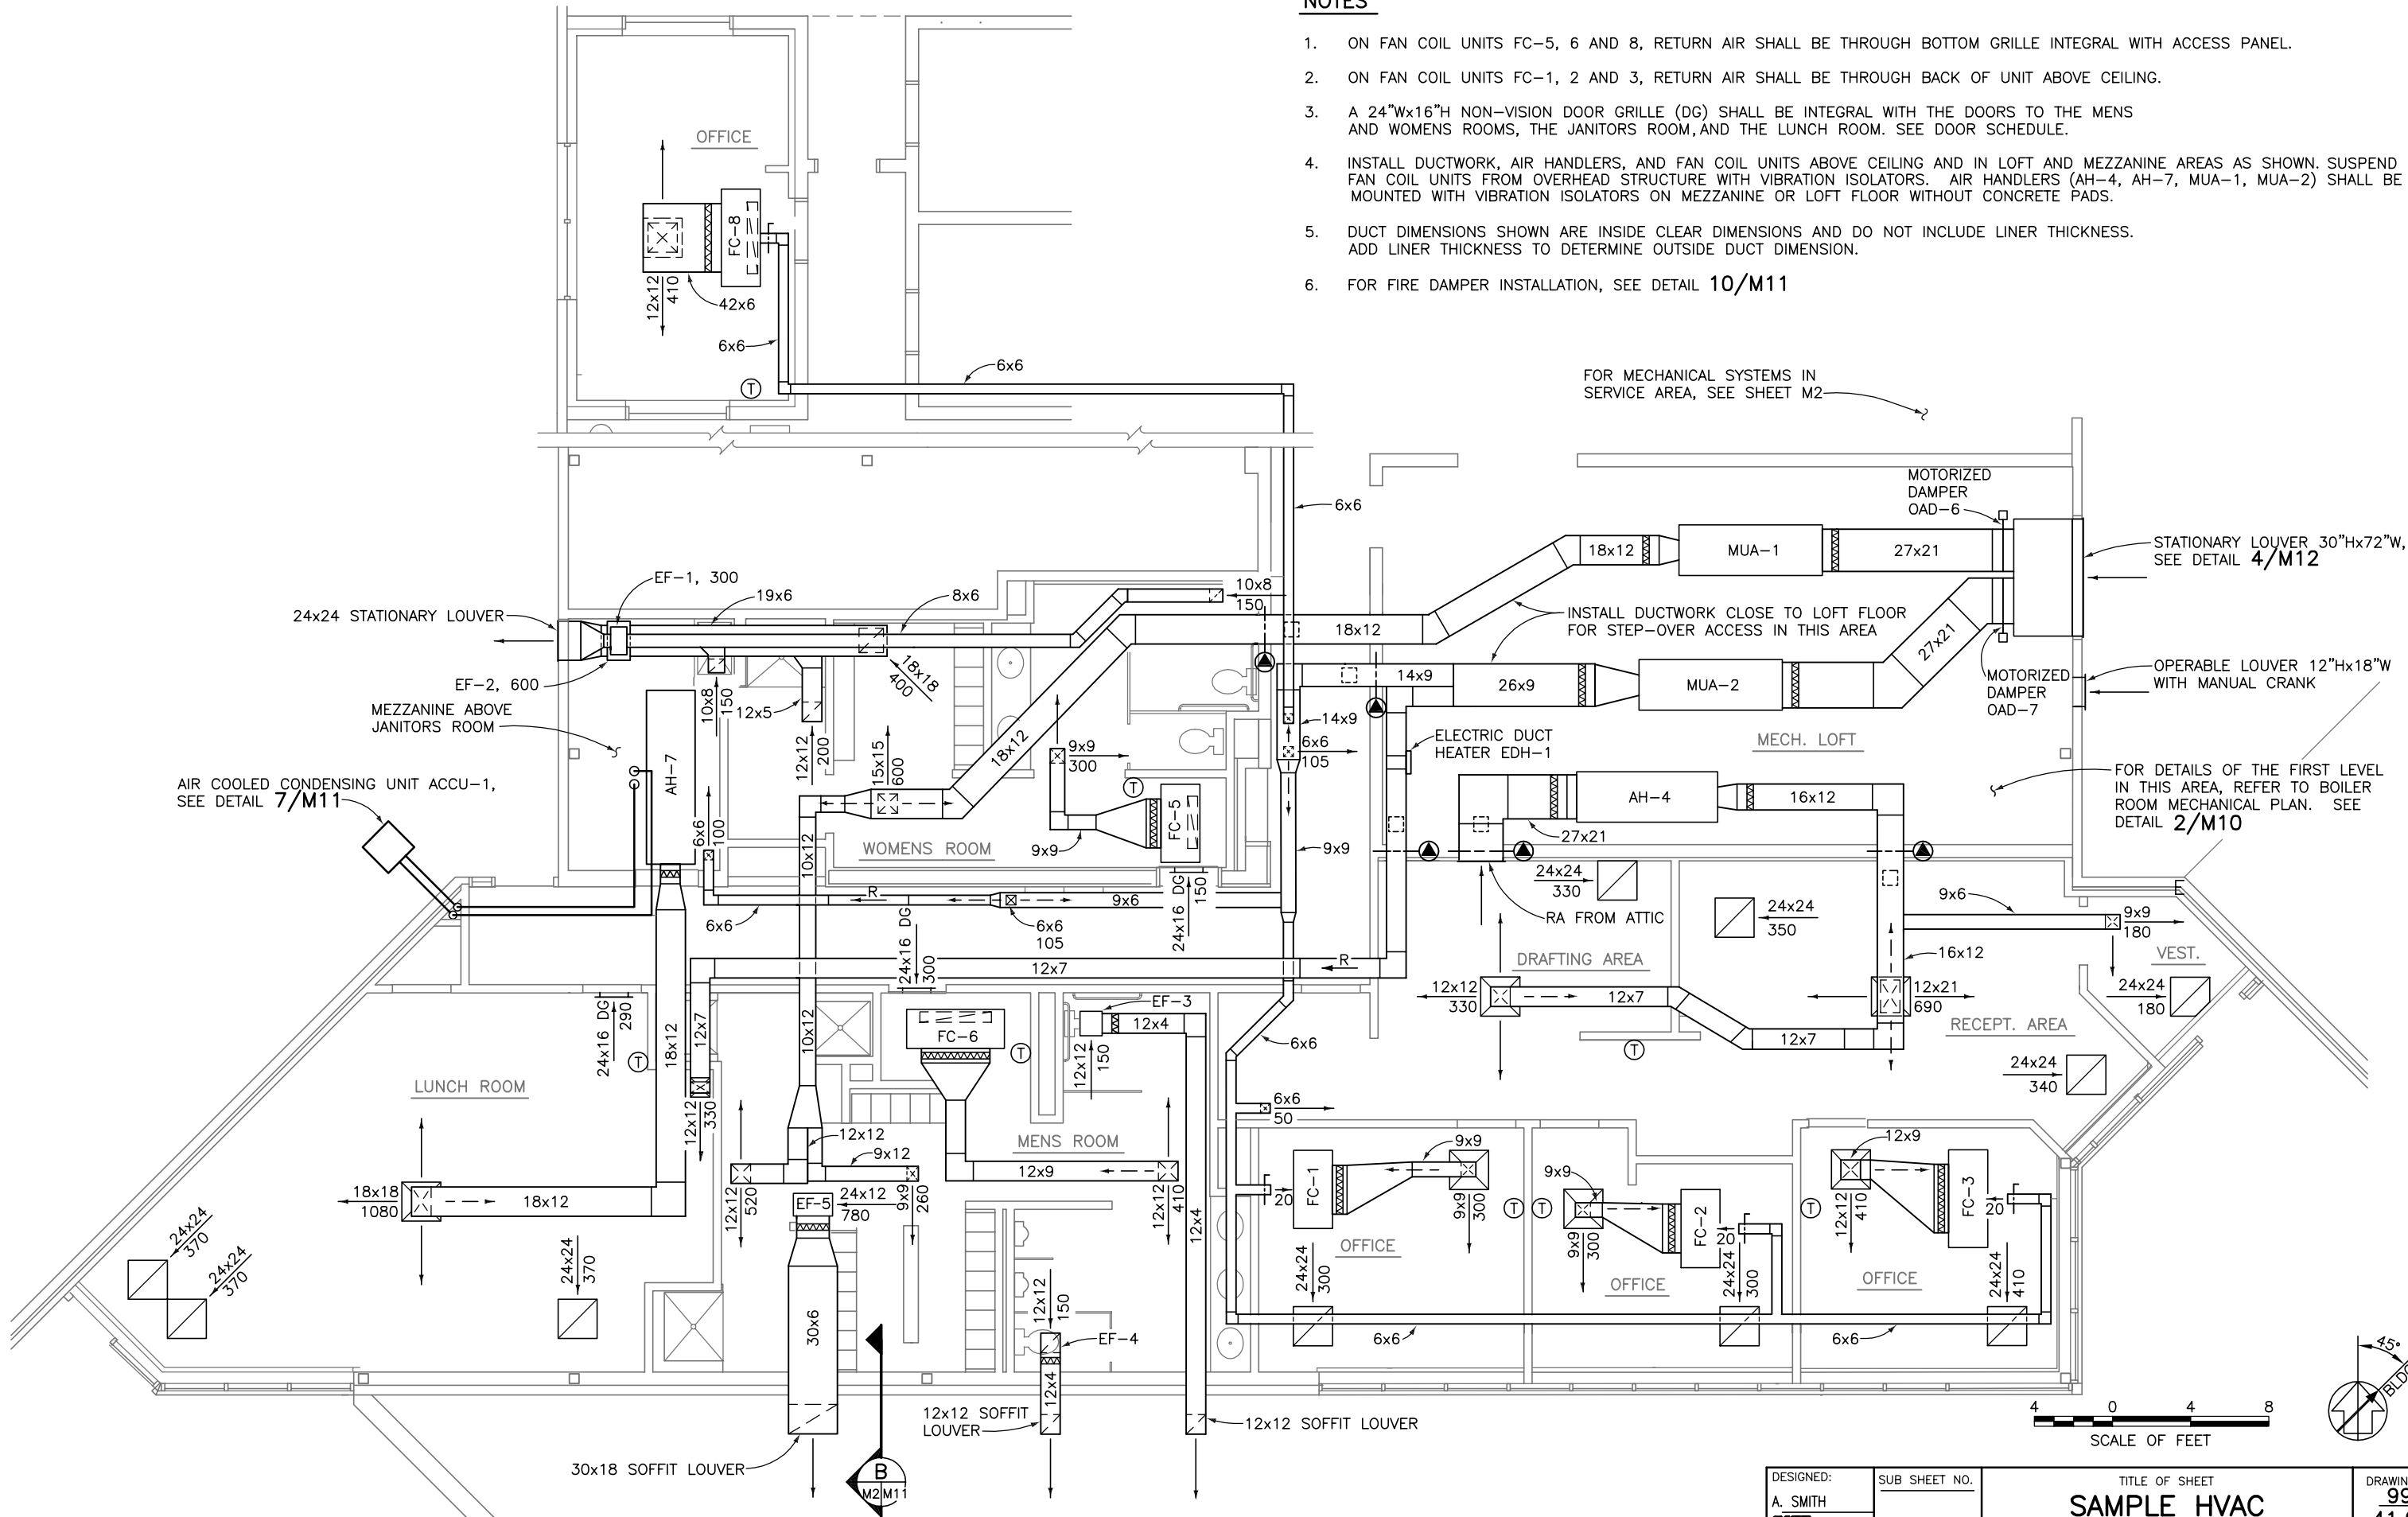 NOTES
1. ON FAN COIL UNITS FC-5, 6 AND 8, RETURN AIR SHALL BE THROUGH BOTTOM GRILLE INTEGRAL WITH ACCESS PANEL.
2. ON FAN COIL UNITS FC-1, 2 AND 3, RETURN AIR SHALL BE THROUGH BACK OF UNIT ABOVE CEILING.
3. A 24"Wx16"H NON-VISION DOOR GRILLE (DG) SHALL BE INTEGRAL WITH THE DOORS TO THE MENS
AND WOMENS ROOMS, THE JANITORS ROOM, AND THE LUNCH ROOM. SEE DOOR SCHEDULE.
4. INSTALL DUCTWORK, AIR HANDLERS, AND FAN COIL UNITS ABOVE CEILING AND IN LOFT AND MEZZANINE AREAS AS SHOWN. SUSPEND
FAN COIL UNITS FROM OVERHEAD STRUCTURE WITH VIBRATION ISOLATORS. AIR HANDLERS (AH-4, AH-7, MUA-1, MUA-2) SHALL BE
MOUNTED WITH VIBRATION ISOLATORS ON MEZZANINE OR LOFT FLOOR WITHOUT CONCRETE PADS.
5. DUCT DIMENSIONS SHOWN ARE INSIDE CLEAR DIMENSIONS AND DO NOT INCLUDE LINER THICKNESS.
ADD LINER THICKNESS TO DETERMINE OUTSIDE DUCT DIMENSION.
6. FOR FIRE DAMPER INSTALLATION, SEE DETAIL 10/M11
OFFICE
FC-8
12x12
410
42x6
6x6
T
6x6
6x6
FOR MECHANICAL SYSTEMS IN
SERVICE AREA, SEE SHEET M2
MOTORIZED
DAMPER
OAD-6
STATIONARY LOUVER 30"Hx72"W,
SEE DETAIL 4/M12
18x12
MUA-1
27x21
EF-1, 300
19x6
8x6
10x8
150
24x24 STATIONARY LOUVER
18x12
INSTALL DUCTWORK CLOSE TO LOFT FLOOR
FOR STEP-OVER ACCESS IN THIS AREA
27x21
18x18
400
EF-2, 600
10x8
150
12x5
14x9
26x9
MUA-2
MOTORIZED
DAMPER
OAD-7
OPERABLE LOUVER 12"Hx18"W
WITH MANUAL CRANK
MEZZANINE ABOVE
JANITORS ROOM
14x9
6x6
105
ELECTRIC DUCT
HEATER EDH-1
MECH. LOFT
AH-7
12x12
200
15x15
600
18x12
9x9
300
T
FC-5
AIR COOLED CONDENSING UNIT ACCU-1,
SEE DETAIL 7/M11
6x6
100
AH-4
16x12
FOR DETAILS OF THE FIRST LEVEL
IN THIS AREA, REFER TO BOILER
ROOM MECHANICAL PLAN. SEE
DETAIL 2/M10
10x12
WOMENS ROOM
9x9
9x9
27x21
24x24
330
R
9x6
24x16 DG
150
6x6
6x6
105
RA FROM ATTIC
24x24
350
9x6
9x9
180
24x16 DG
300
12x7
R
DRAFTING AREA
16x12
VEST.
12x12
330
12x7
12x21
690
24x24
180
24x16 DG
290
T
18x12
12x7
10x12
FC-6
T
EF-3
12x4
12x12
150
6x6
12x7
T
RECEPT. AREA
24x24
340
LUNCH ROOM
12x12
330
6x6
50
12x12
9x12
MENS ROOM
12x9
FC-1
20
9x9
9x9
300
T
T
9x9
FC-2
20
T
12x9
FC-3
20
18x18
1080
18x12
12x12
520
EF-5
24x12
780
9x9
260
12x12
410
12x4
9x9
300
12x12
410
24x24
370
24x24
370
24x24
370
OFFICE
24x24
300
OFFICE
24x24
300
OFFICE
24x24
410
30x6
12x12
150
EF-4
6x6
6x6
12x4
12x12 SOFFIT
LOUVER
12x12 SOFFIT LOUVER
30x18 SOFFIT LOUVER
B
M2 M11
4 0 4 8
SCALE OF FEET
45°
DESIGNED:
A. SMITH
SUB SHEET NO.
TITLE OF SHEET
SAMPLE HVAC